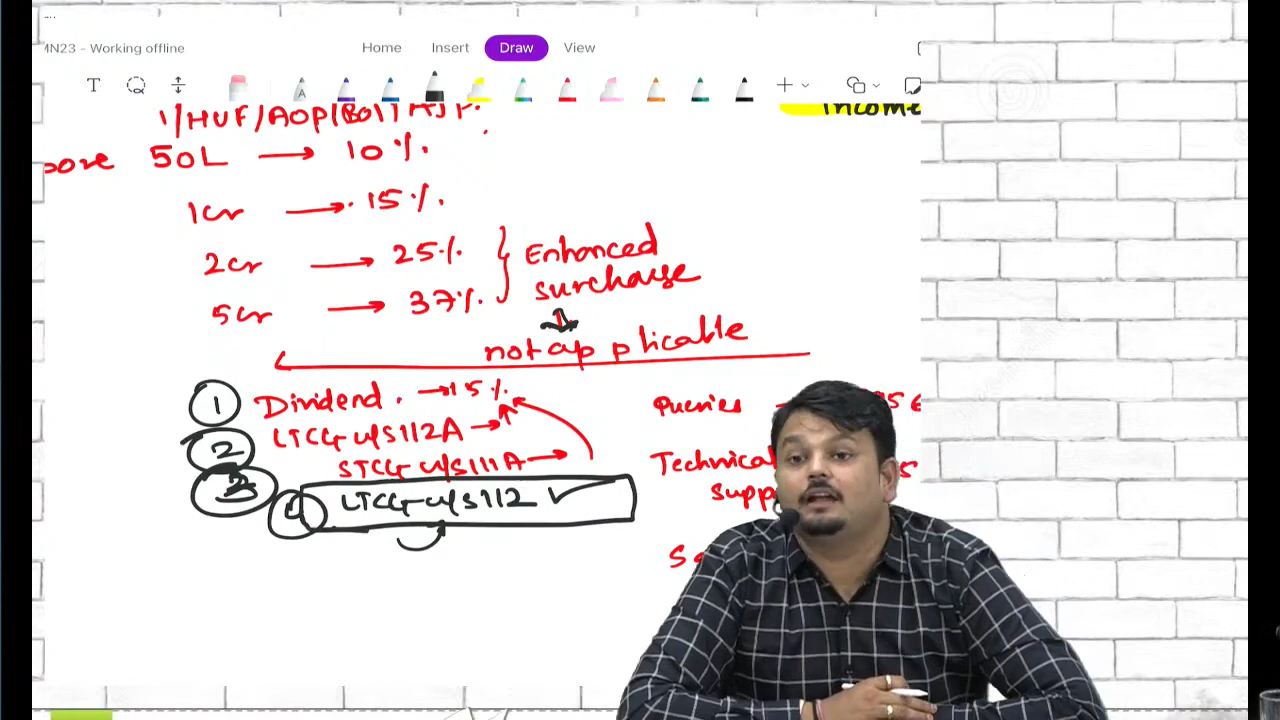 MN23 - Working offline
Home Insert Draw View
Income
1/HUF/AOP/BOI/AJP.
50L → 10%.
1cr → 15%.
2cr → 25%. Enhanced
5cr → 37%. surcharge
not applicable
1 Dividend. → 15%.
2 LTCG u/s 112A →
3 STCG u/s 111A →
4 LTCG u/s 112 ✓
Queries
Technical